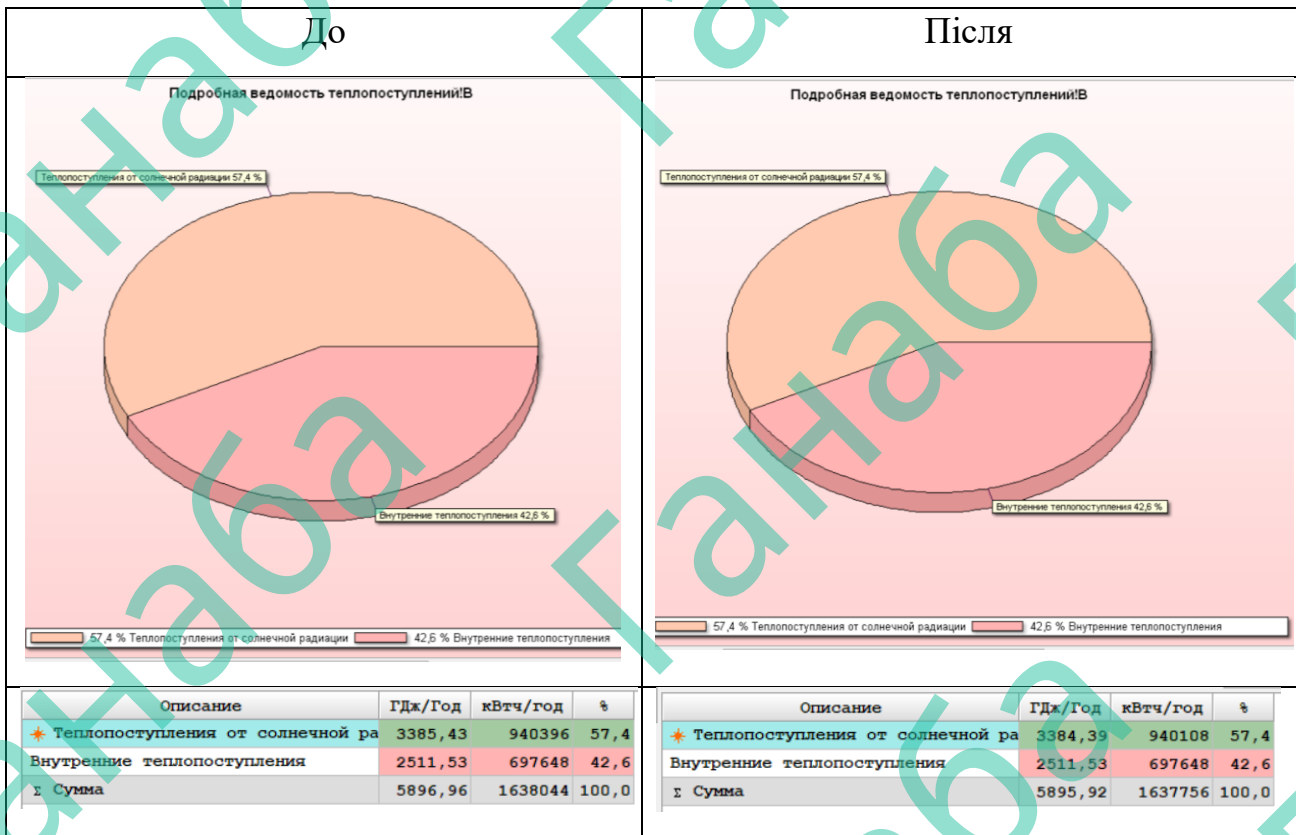 До
Після
Подробная ведомость теплопоступлений!В
Теплопоступления от солнечной радиации 57,4 %
Внутренние теплопоступления 42,6 %
57,4 % Теплопоступления от солнечной радиации 42,6 % Внутренние теплопоступления
Подробная ведомость теплопоступлений!В
Теплопоступления от солнечной радиации 57,4 %
Внутренние теплопоступления 42,6 %
57,4 % Теплопоступления от солнечной радиации 42,6 % Внутренние теплопоступления
Описание ГДж/Год кВтч/год %
Теплопоступления от солнечной ра 3385,43 940396 57,4
Внутренние теплопоступления 2511,53 697648 42,6
Σ Сумма 5896,96 1638044 100,0
Описание ГДж/Год кВтч/год %
Теплопоступления от солнечной ра 3384,39 940108 57,4
Внутренние теплопоступления 2511,53 697648 42,6
Σ Сумма 5895,92 1637756 100,0
Ганаба